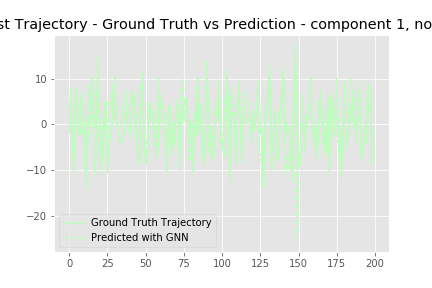 st Trajectory - Ground Truth vs Prediction - component 1, no
10
0
−10
−20
Ground Truth Trajectory
Predicted with GNN
0 25 50 75 100 125 150 175 200